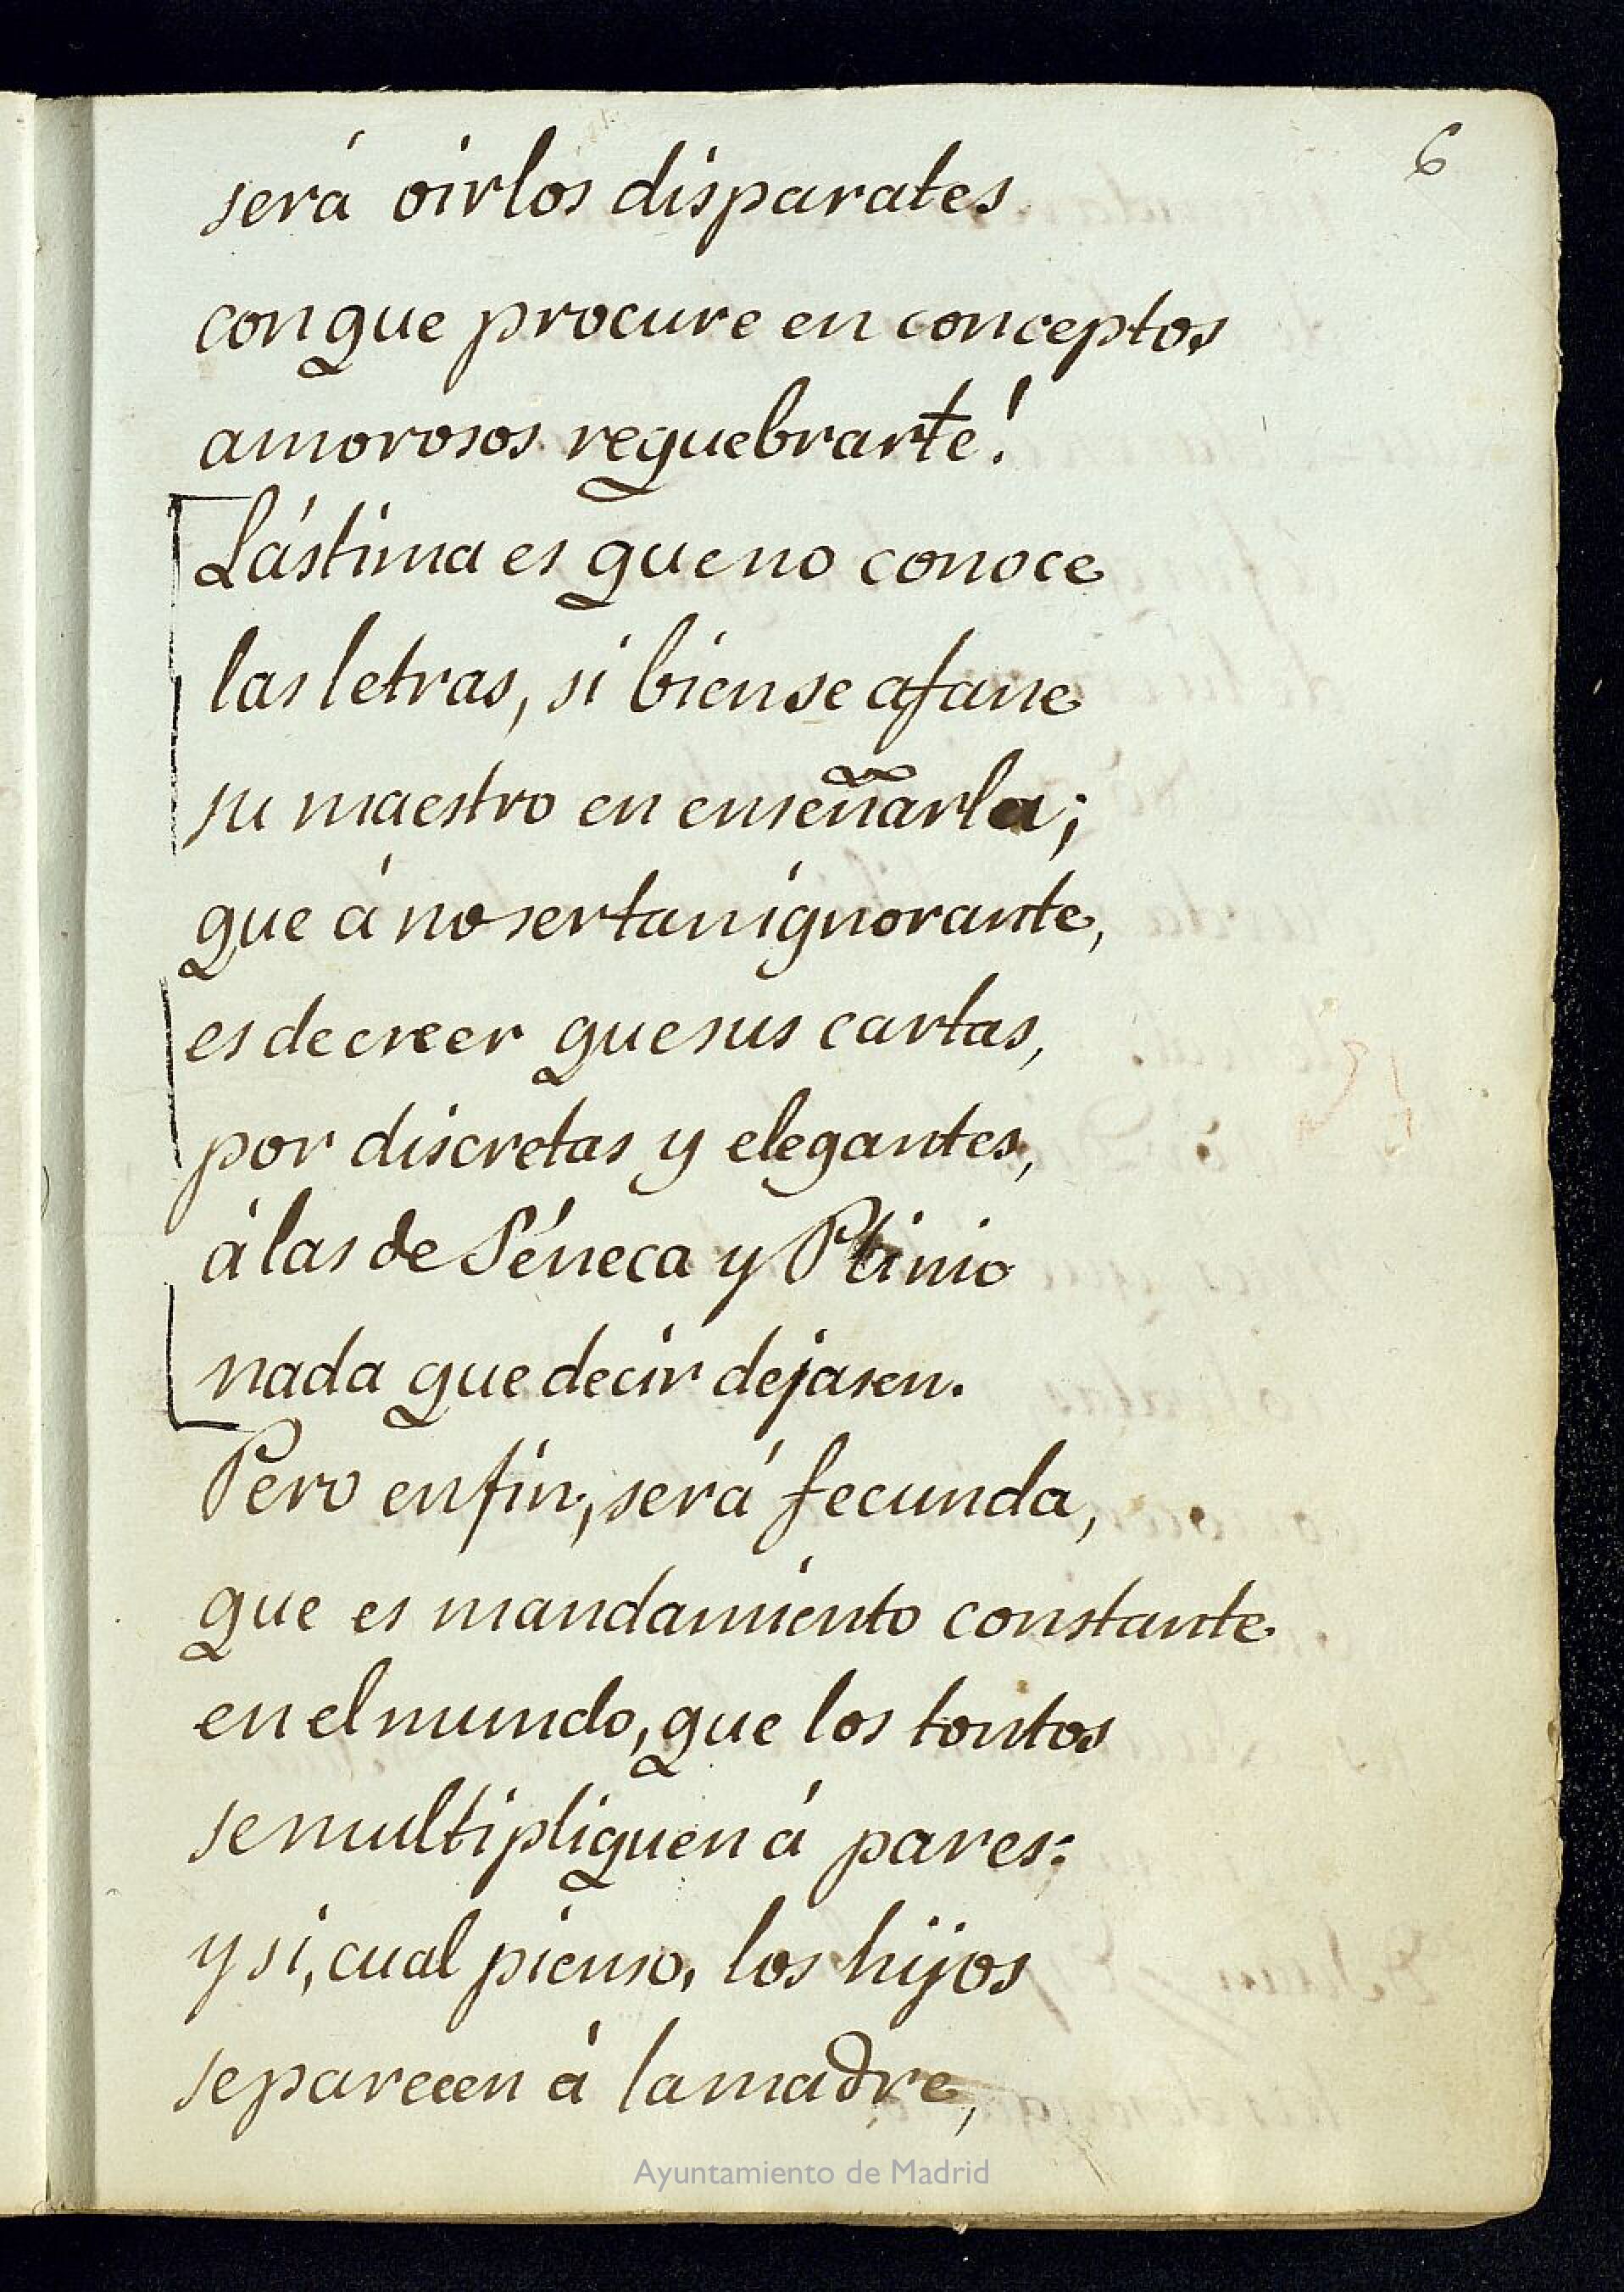 6
será oirlos disparates
con que procure en conceptos
amorosos requebrarte!
Lástima es que no conoce
las letras, si bien se afane
su maestro en enseñarla;
que á no ser tan ignorante,
es de creer que sus cartas,
por discretas y elegantes,
á las de Séneca y Plinio
nada que decir dejasen.
Pero en fin, será fecunda,
que es mandamiento constante
en el mundo, que los tontos
se multipliquen á pares:
y si, cual pienso, los hijos
se parecen á la madre,
Ayuntamiento de Madrid